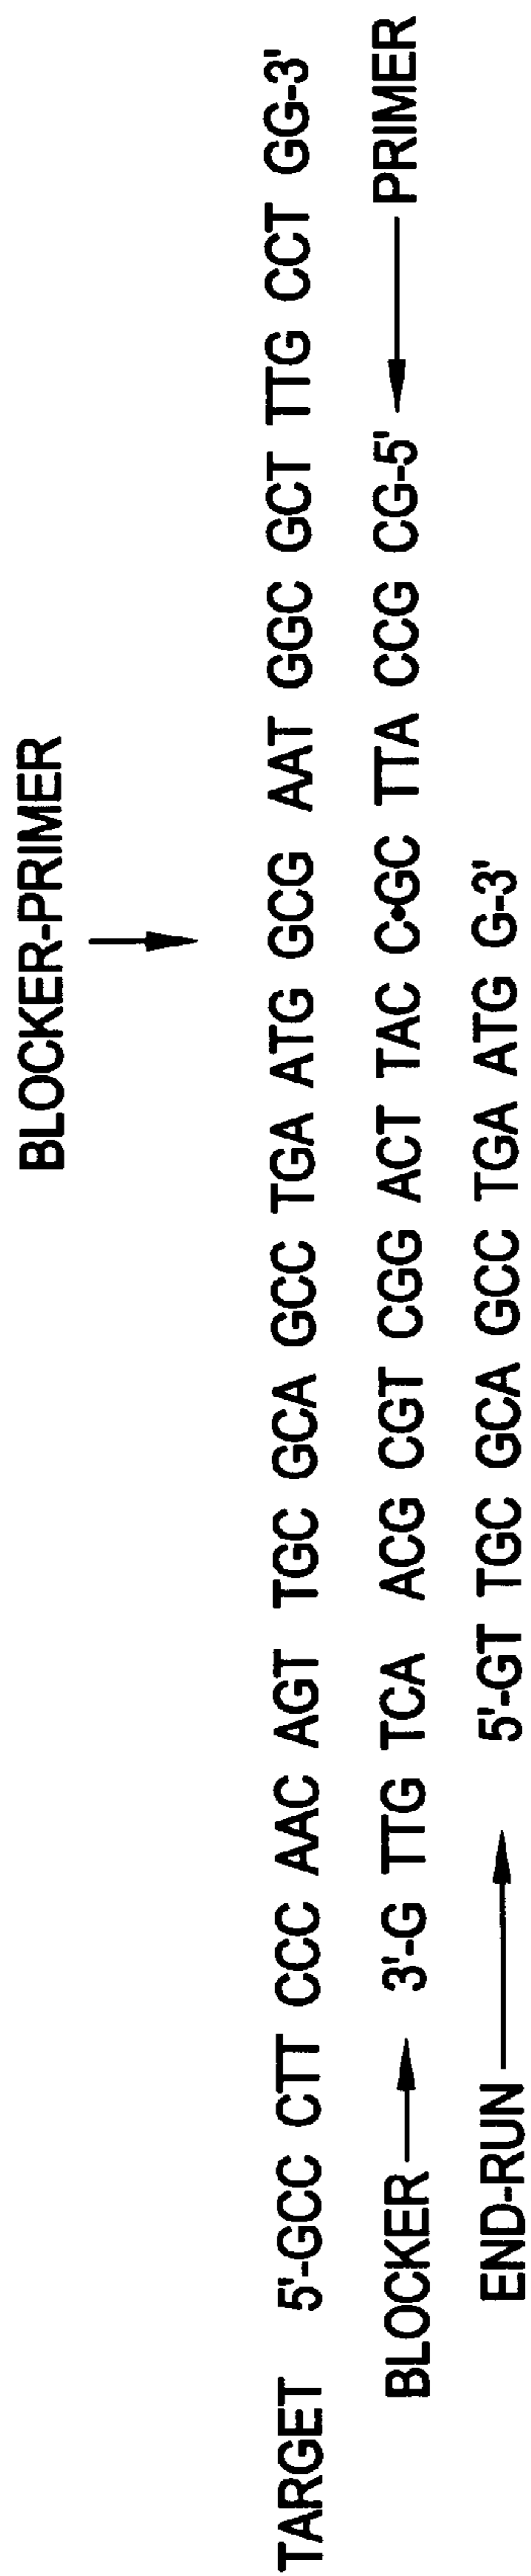 BLOCKER-PRIMER
TARGET 5'-GCC CTT CCC AAC AGT TGC GCA GCC TGA ATG GCG AAT GGC GCT TTG CCT GG-3'
BLOCKER 3'-G TTG TCA ACG CGT CGG ACT TAC C•GC TTA CCG CG-5' PRIMER
END-RUN 5'-GT TGC GCA GCC TGA ATG G-3'